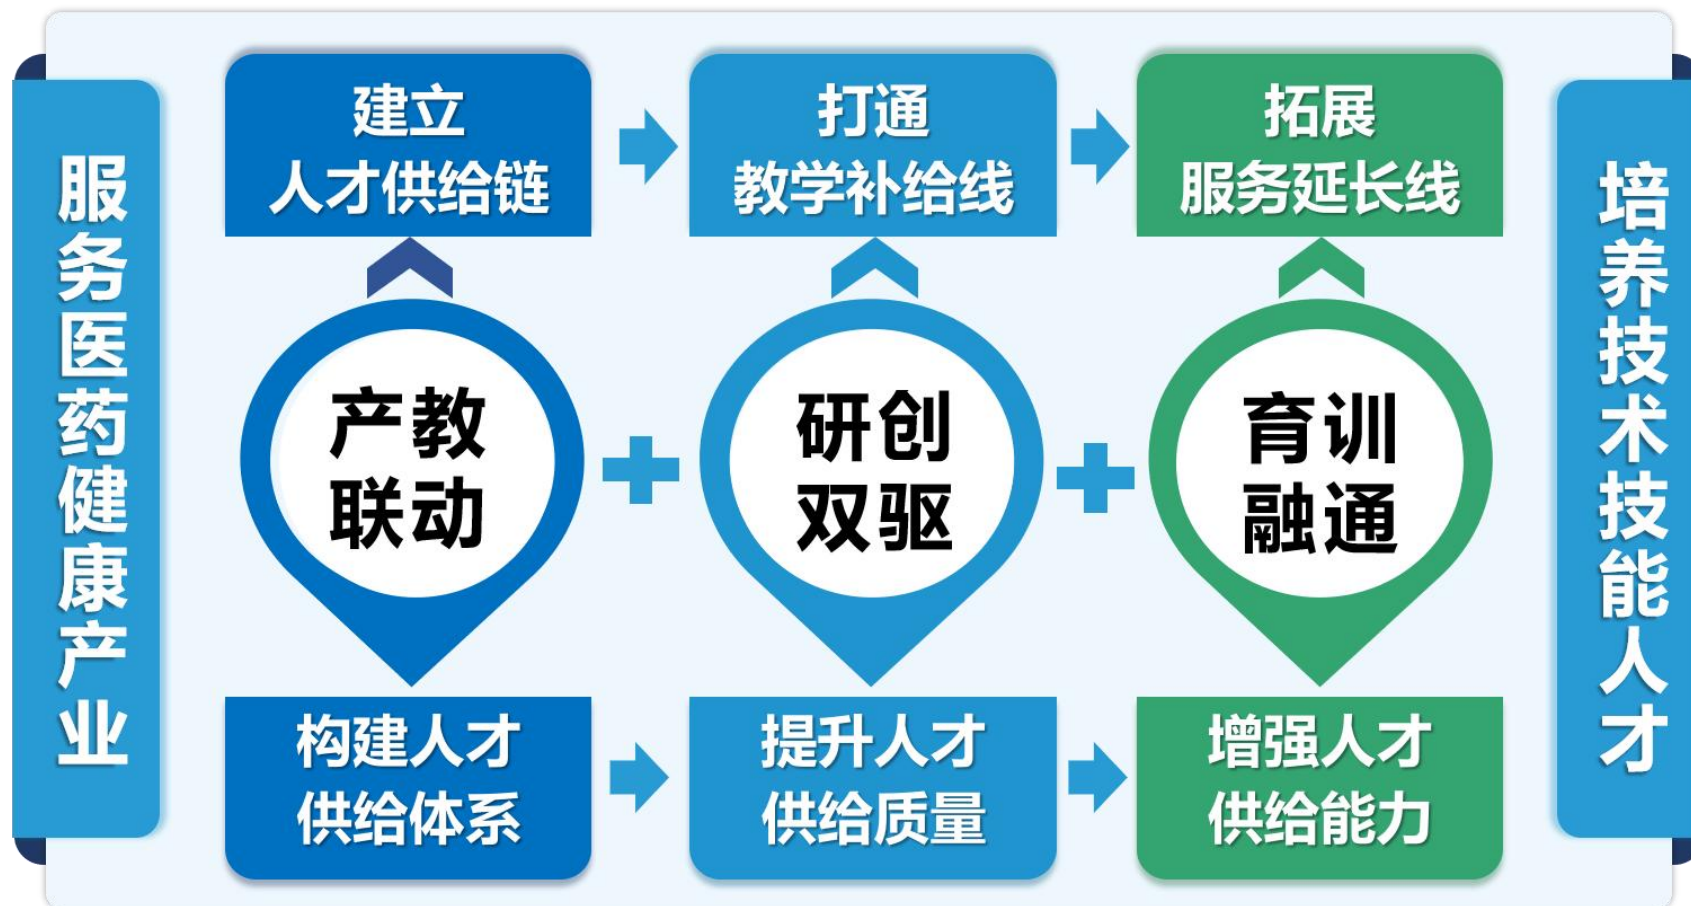 服务医药健康产业
建立
人才供给链
打通
教学补给线
拓展
服务延长线
产教
联动
研创
双驱
育训
融通
构建人才
供给体系
提升人才
供给质量
增强人才
供给能力
培养技术技能人才